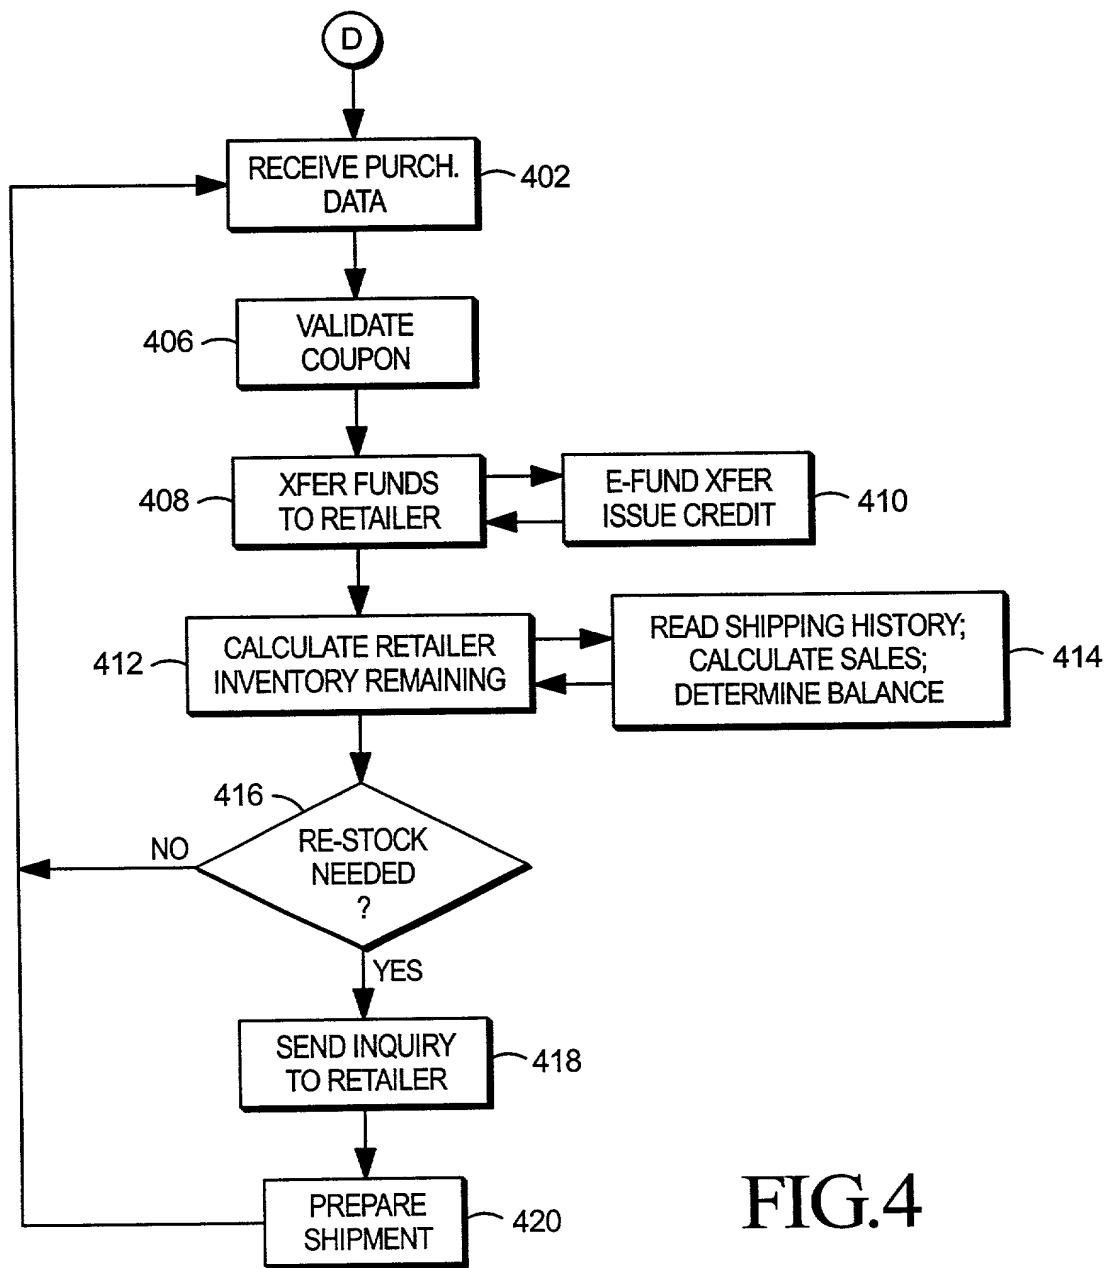 D
RECEIVE PURCH.
DATA
402
VALIDATE
COUPON
406
XFER FUNDS
TO RETAILER
408
E-FUND XFER
ISSUE CREDIT
410
CALCULATE RETAILER
INVENTORY REMAINING
412
READ SHIPPING HISTORY;
CALCULATE SALES;
DETERMINE BALANCE
414
416
RE-STOCK
NEEDED
?
NO
YES
SEND INQUIRY
TO RETAILER
418
PREPARE
SHIPMENT
420
FIG.4